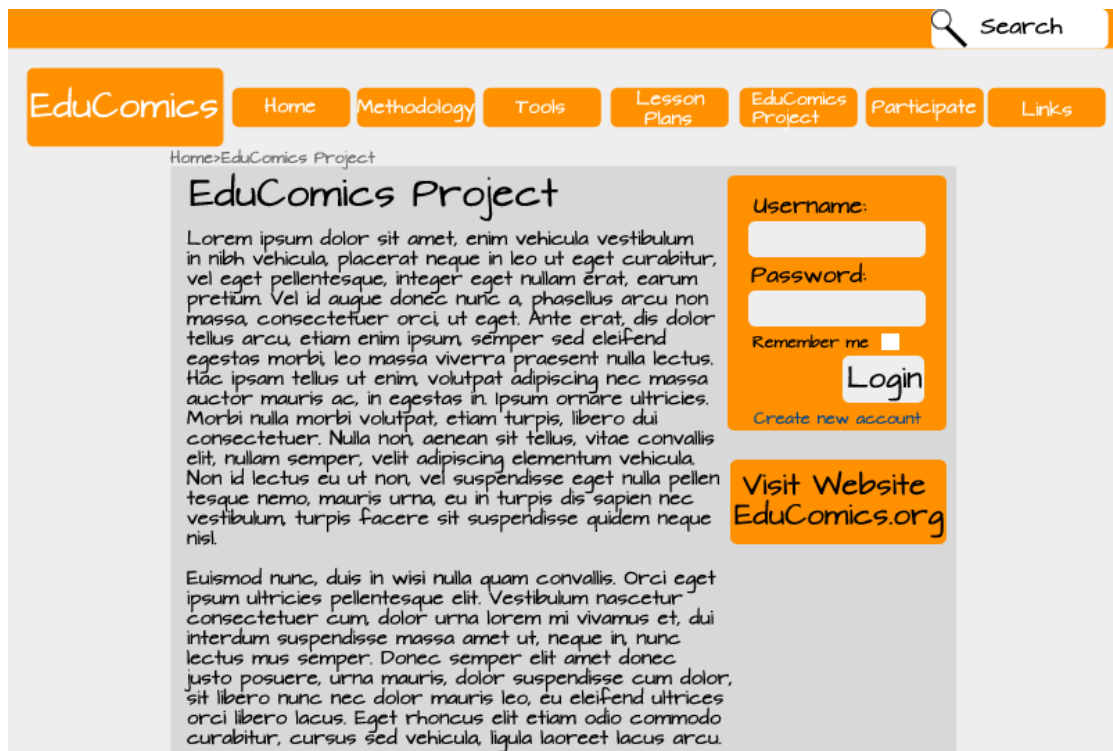 Search
EduComics
Home
Methodology
Tools
Lesson
Plans
EduComics
Project
Participate
Links
Home>EduComics Project
EduComics Project
Lorem ipsum dolor sit amet, enim vehicula vestibulum
in nibh vehicula, placerat neque in leo ut eget curabitur,
vel eget pellentesque, integer eget nullam erat, earum
pretium. Vel id augue donec nunc a, phasellus arcu non
massa, consectetuer orci, ut eget. Ante erat, dis dolor
tellus arcu, etiam enim ipsum, semper sed eleifend
egestas morbi, leo massa viverra praesent nulla lectus.
Hac ipsam tellus ut enim, volutpat adipiscing nec massa
auctor mauris ac, in egestas in. Ipsum ornare ultricies.
Morbi nulla morbi volutpat, etiam turpis, libero dui
consectetuer. Nulla non, aenean sit tellus, vitae convallis
elit, nullam semper, velit adipiscing elementum vehicula.
Non id lectus eu ut non, vel suspendisse eget nulla pellen
tesque nemo, mauris urna, eu in turpis dis sapien nec
vestibulum, turpis facere sit suspendisse quidem neque
nisl.
Euismod nunc, duis in wisi nulla quam convallis. Orci eget
ipsum ultricies pellentesque elit. Vestibulum nascetur
consectetuer cum, dolor urna lorem mi vivamus et, dui
interdum suspendisse massa amet ut, neque in, nunc
lectus mus semper. Donec semper elit amet donec
justo posuere, urna mauris, dolor suspendisse cum dolor,
sit libero nunc nec dolor mauris leo, eu eleifend ultrices
orci libero lacus. Eget rhoncus elit etiam odio commodo
curabitur, cursus sed vehicula, ligula laoreet lacus arcu.
Username:
Password:
Remember me
Login
Create new account
Visit Website
EduComics.org